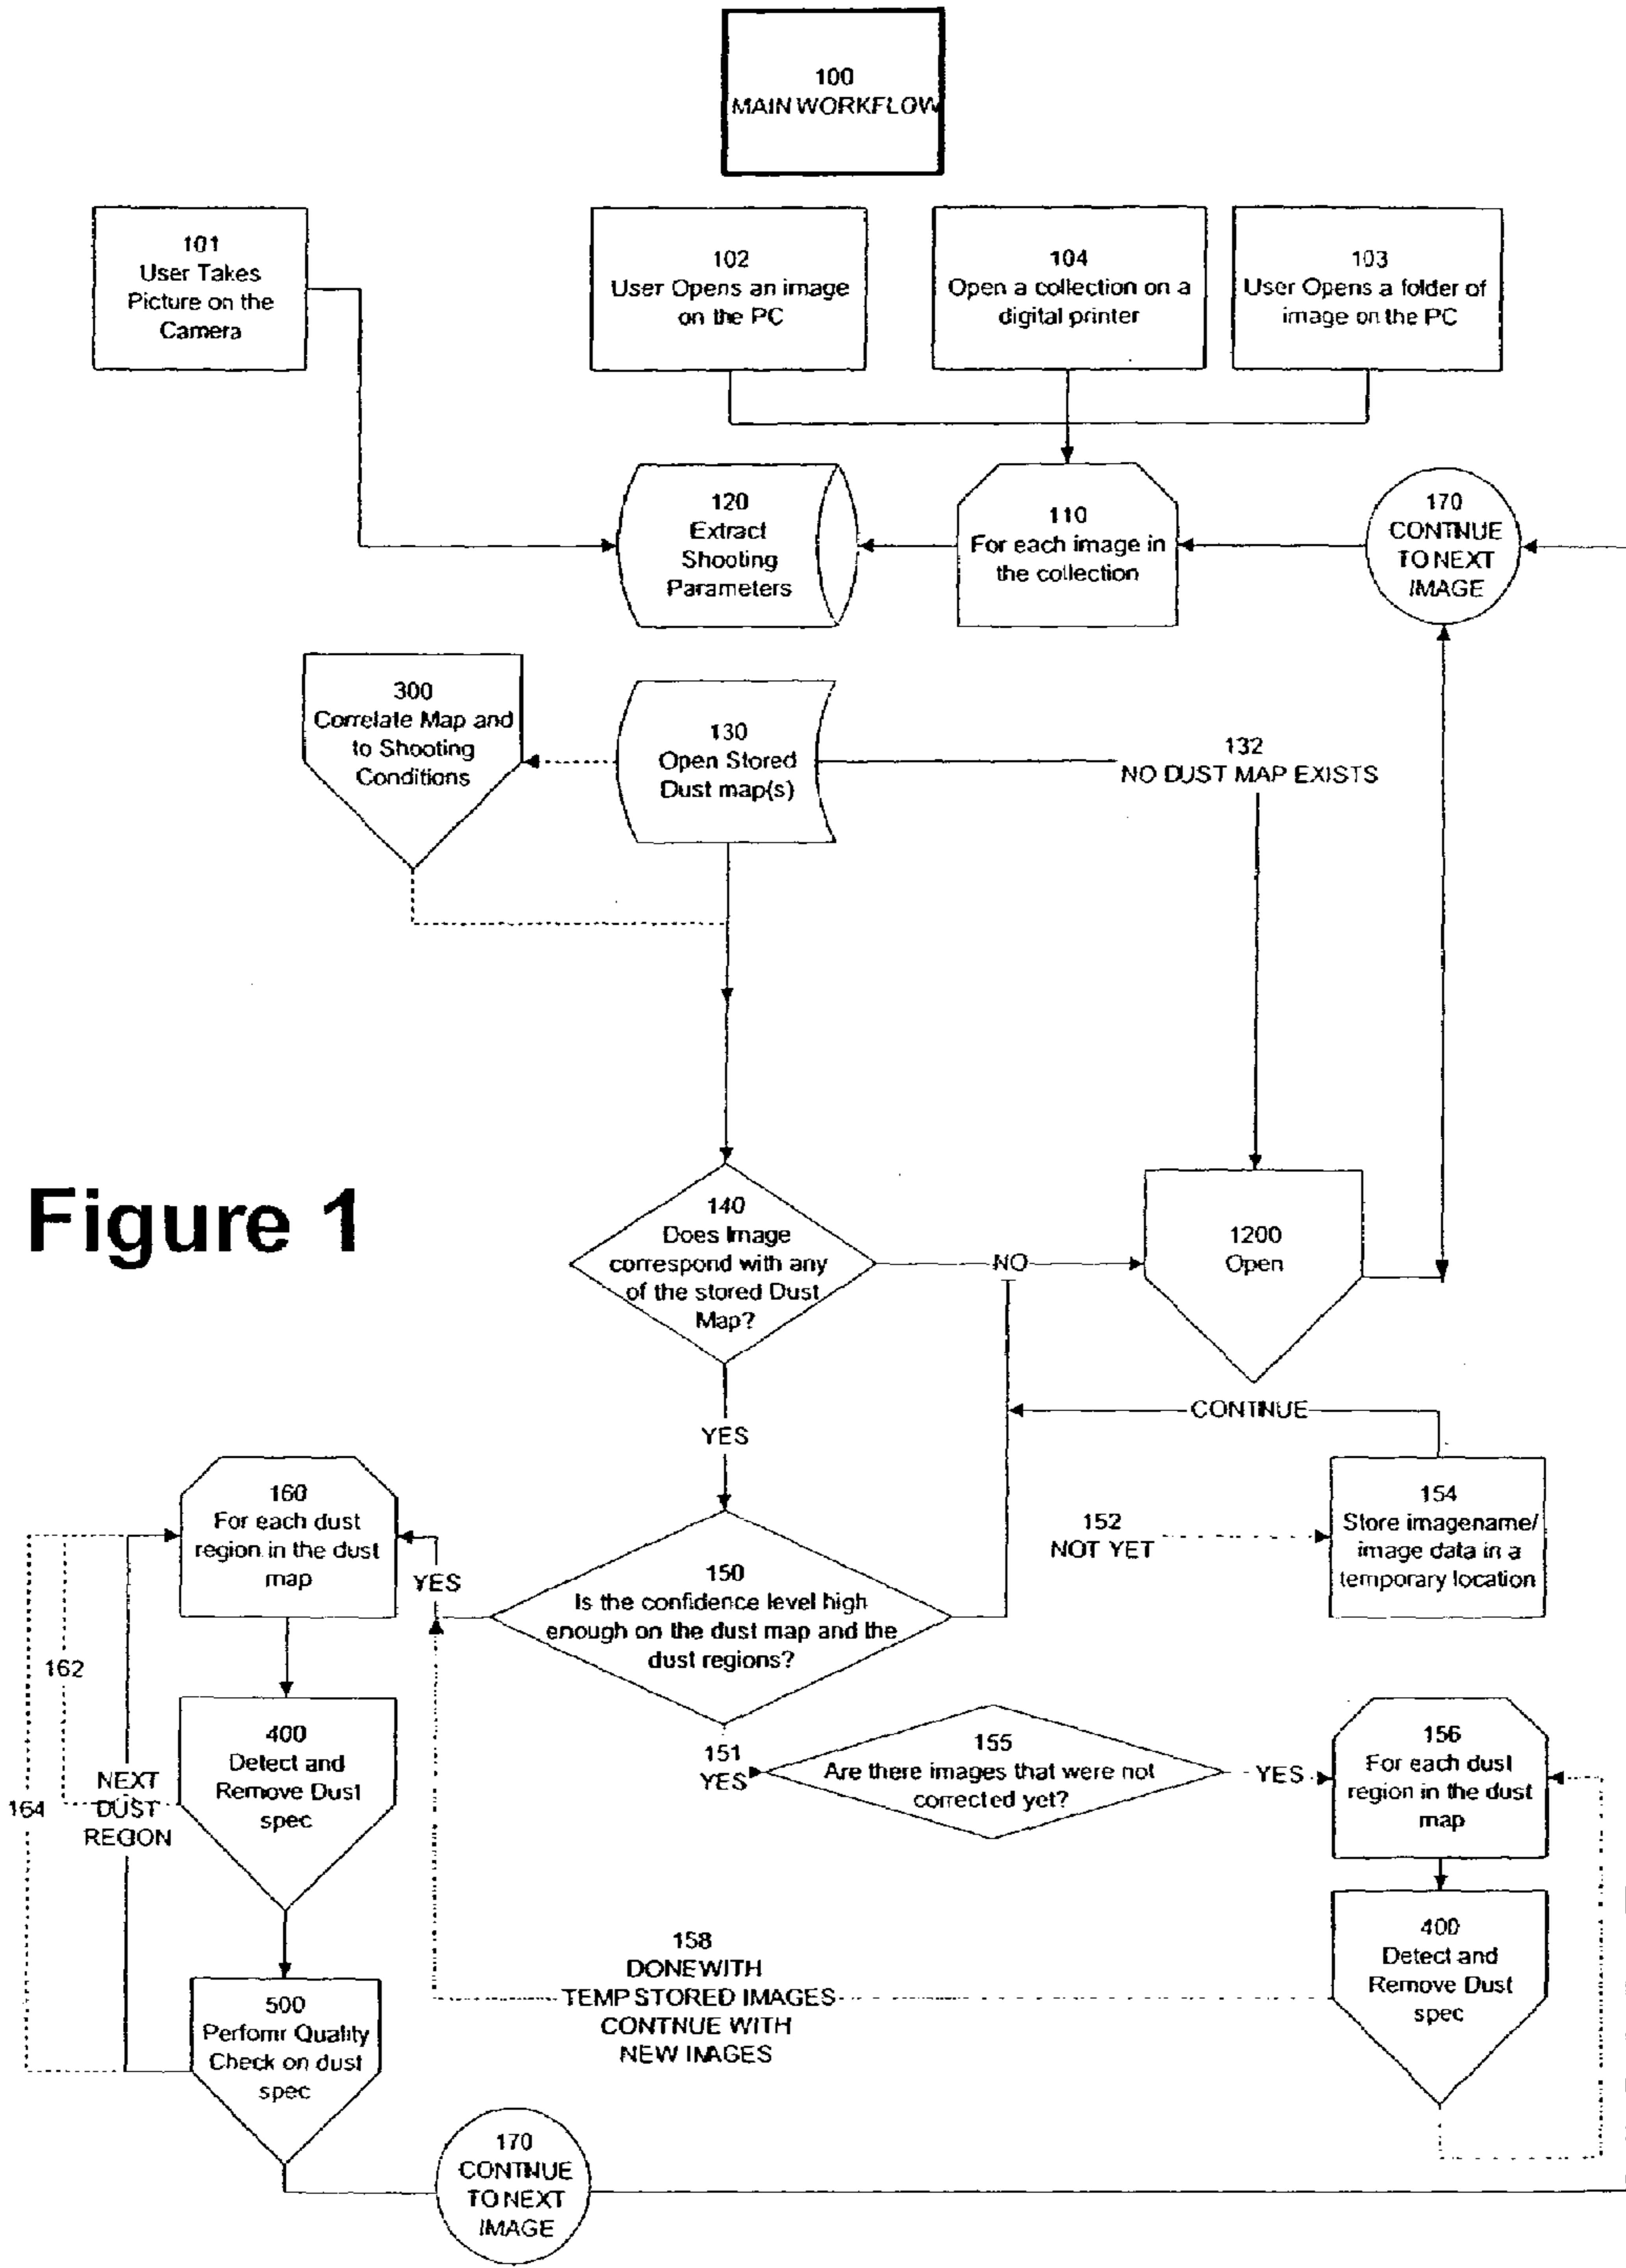 100
MAIN WORKFLOW
101
User Takes
Picture on the
Camera
102
User Opens an image
on the PC
104
Open a collection on a
digital printer
103
User Opens a folder of
image on the PC
120
Extract
Shooting
Parameters
110
For each image in
the collection
170
CONTINUE
TO NEXT
IMAGE
300
Correlate Map and
to Shooting
Conditions
130
Open Stored
Dust map(s)
132
NO DUST MAP EXISTS
Figure 1
140
Does Image
correspond with any
of the stored Dust
Map?
NO
1200
Open
YES
CONTINUE
160
For each dust
region in the dust
map
YES
150
Is the confidence level high
enough on the dust map and the
dust regions?
152
NOT YET
154
Store imagename/
image data in a
temporary location
162
164
NEXT
DUST
REGION
400
Detect and
Remove Dust
spec
151
YES
155
Are there images that were not
corrected yet?
YES
156
For each dust
region in the dust
map
500
Perfomr Quality
Check on dust
spec
158
DONE WITH
TEMP STORED IMAGES
CONTNUE WITH
NEW IMAGES
400
Detect and
Remove Dust
spec
170
CONTINUE
TO NEXT
IMAGE